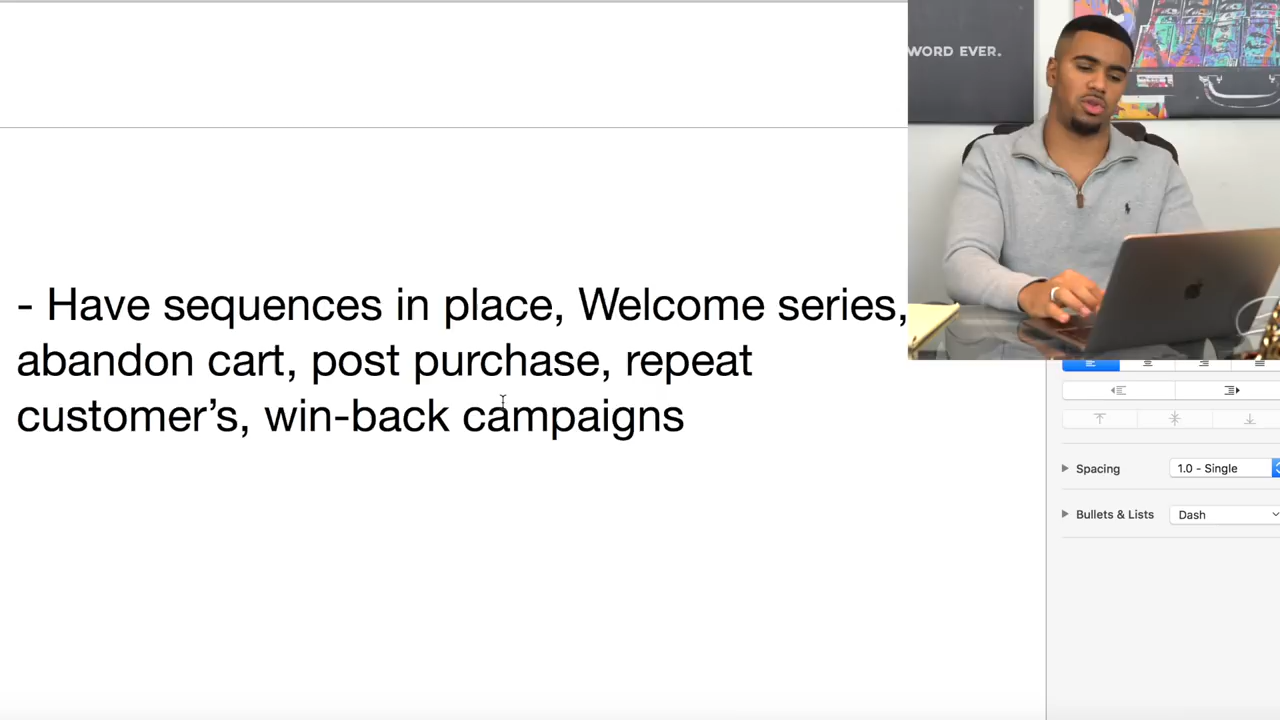 WORD EVER.
- Have sequences in place, Welcome series,
abandon cart, post purchase, repeat
customer’s, win-back campaigns
Spacing
1.0 - Single
Bullets & Lists
Dash